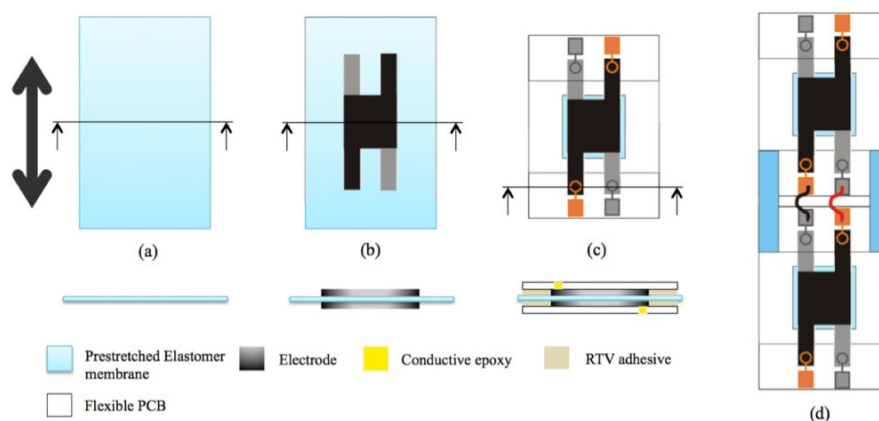 (a)
(b)
(c)
(d)
Prestretched Elastomer
membrane
Electrode
Conductive epoxy
RTV adhesive
Flexible PCB